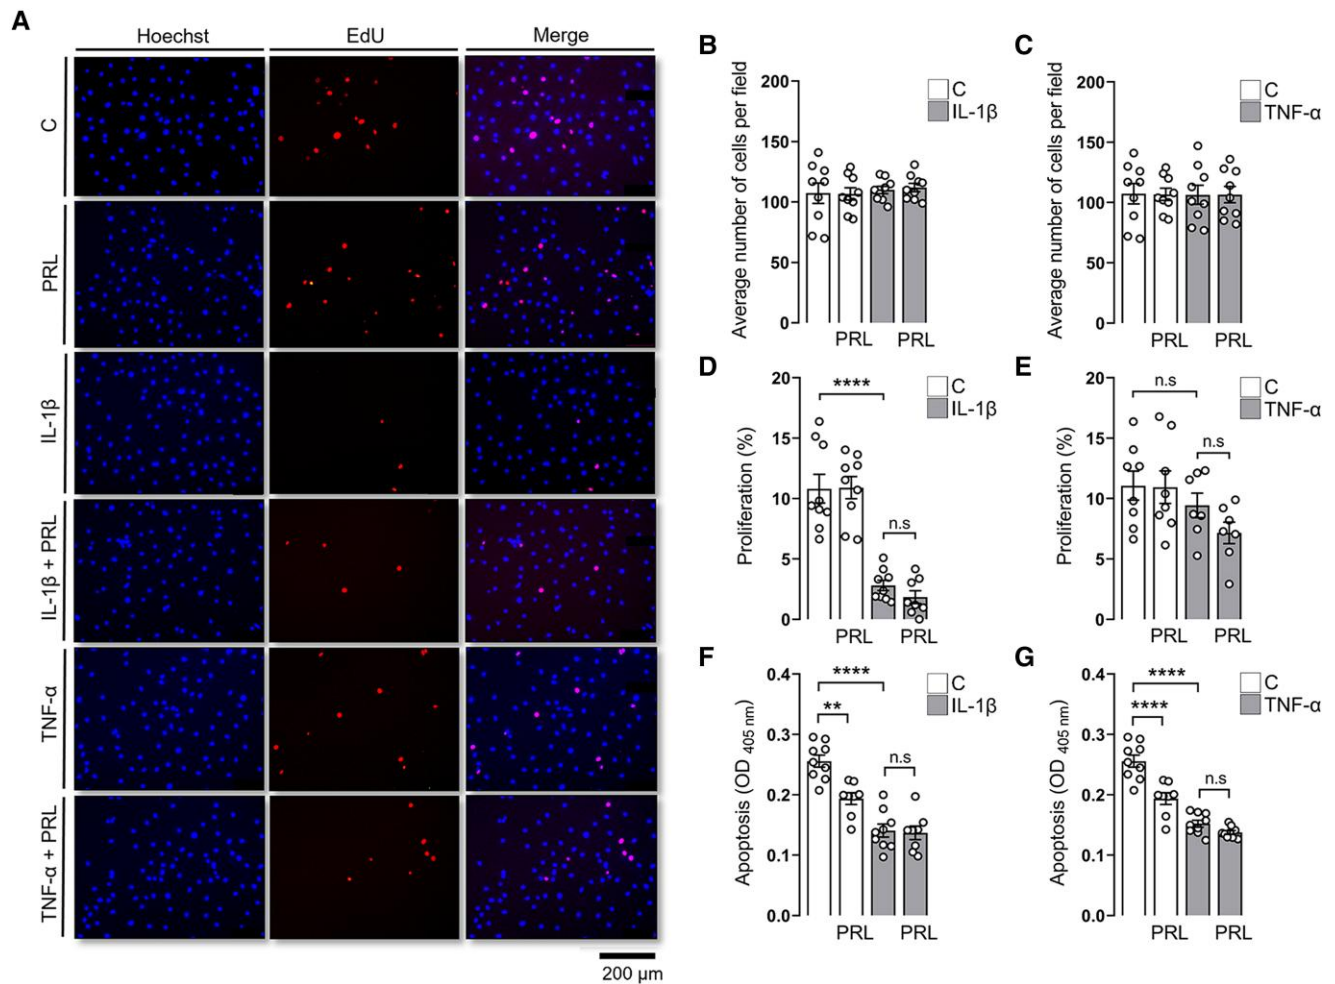 A
Hoechst EdU Merge
C
PRL
IL-1β
IL-1β + PRL
TNF-α
TNF-α + PRL
200 µm
B
Average number of cells per field
200
150
100
50
0
C
IL-1β
PRL PRL
C
Average number of cells per field
200
150
100
50
0
C
TNF-α
PRL PRL
D
Proliferation (%)
20
15
10
5
0
****
n.s
C
IL-1β
PRL PRL
E
Proliferation (%)
20
15
10
5
0
n.s
n.s
C
TNF-α
PRL PRL
F
Apoptosis (OD 405 nm)
0.4
0.3
0.2
0.1
0.0
****
**
n.s
C
IL-1β
PRL PRL
G
Apoptosis (OD 405 nm)
0.4
0.3
0.2
0.1
0.0
****
****
n.s
C
TNF-α
PRL PRL